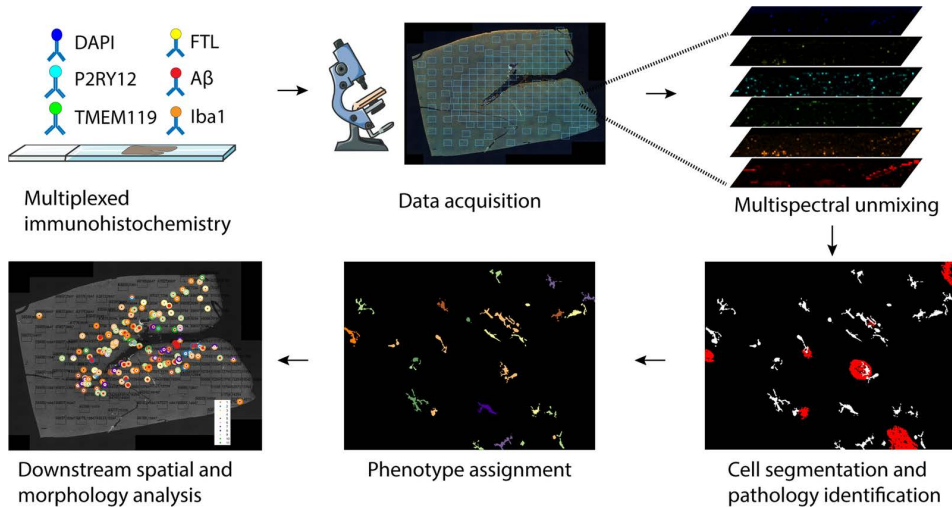 DAPI
FTL
P2RY12
Aβ
TMEM119
Iba1
Multiplexed
immunohistochemistry
Data acquisition
Multispectral unmixing
Downstream spatial and
morphology analysis
Phenotype assignment
Cell segmentation and
pathology identification